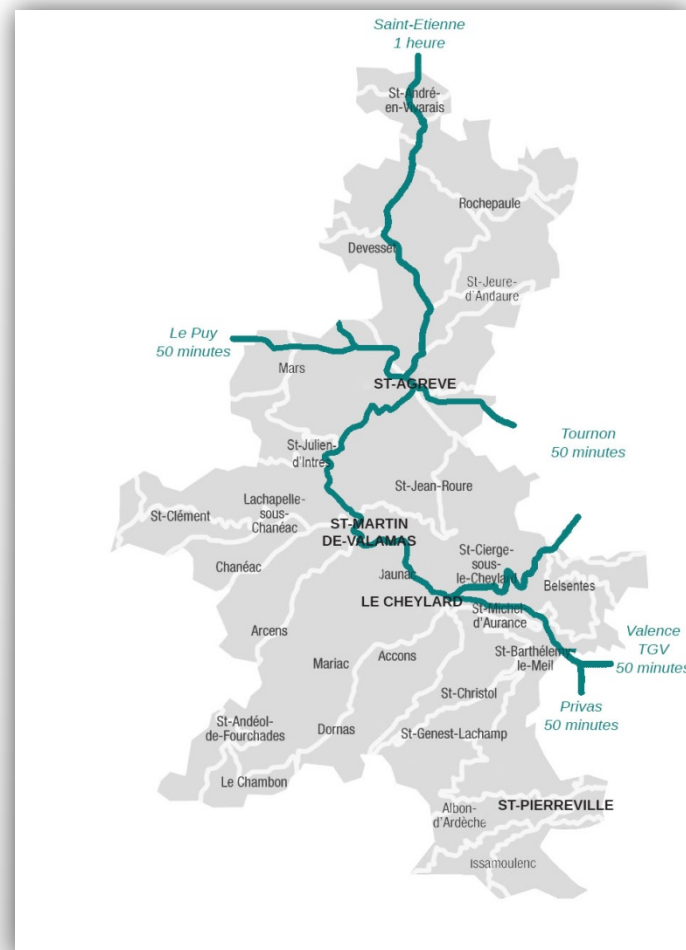 Saint-Etienne
1 heure
St-André-
en-Vivarais
Rochepaule
Devesset
St-Jeure-
d'Andaure
Le Puy
50 minutes
Mars
ST-AGREVE
Tournon
50 minutes
St-Julien-
d'Intres
St-Jean-Roure
Lachapelle-
sous-
Chanéac
St-Clément
ST-MARTIN
DE-VALAMAS
Chanéac
Jaunac
St-Cierge-
sous-
le-Cheylard
Belsentes
LE CHEYLARD
St-Michel
d'Aurance
Arcens
Valence
TGV
50 minutes
Mariac
Accons
St-Barthélemy-
le-Meil
St-Christol
Privas
50 minutes
St-Andéol-
de-Fourchades
Dornas
St-Genest-Lachamp
Le Chambon
Albon-
d'Ardèche
ST-PIERREVILLE
Issamoulenc